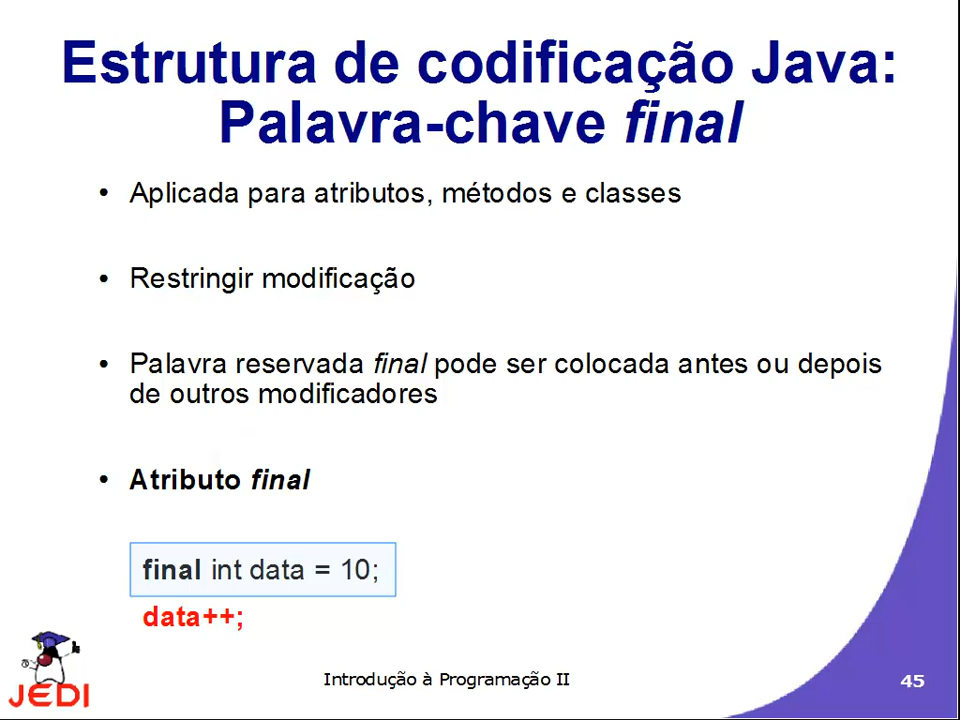 Estrutura de codificação Java:
Palavra-chave final
• Aplicada para atributos, métodos e classes
• Restringir modificação
• Palavra reservada final pode ser colocada antes ou depois
de outros modificadores
• Atributo final
final int data = 10;
data++;
JEDI
Introdução à Programação II
45